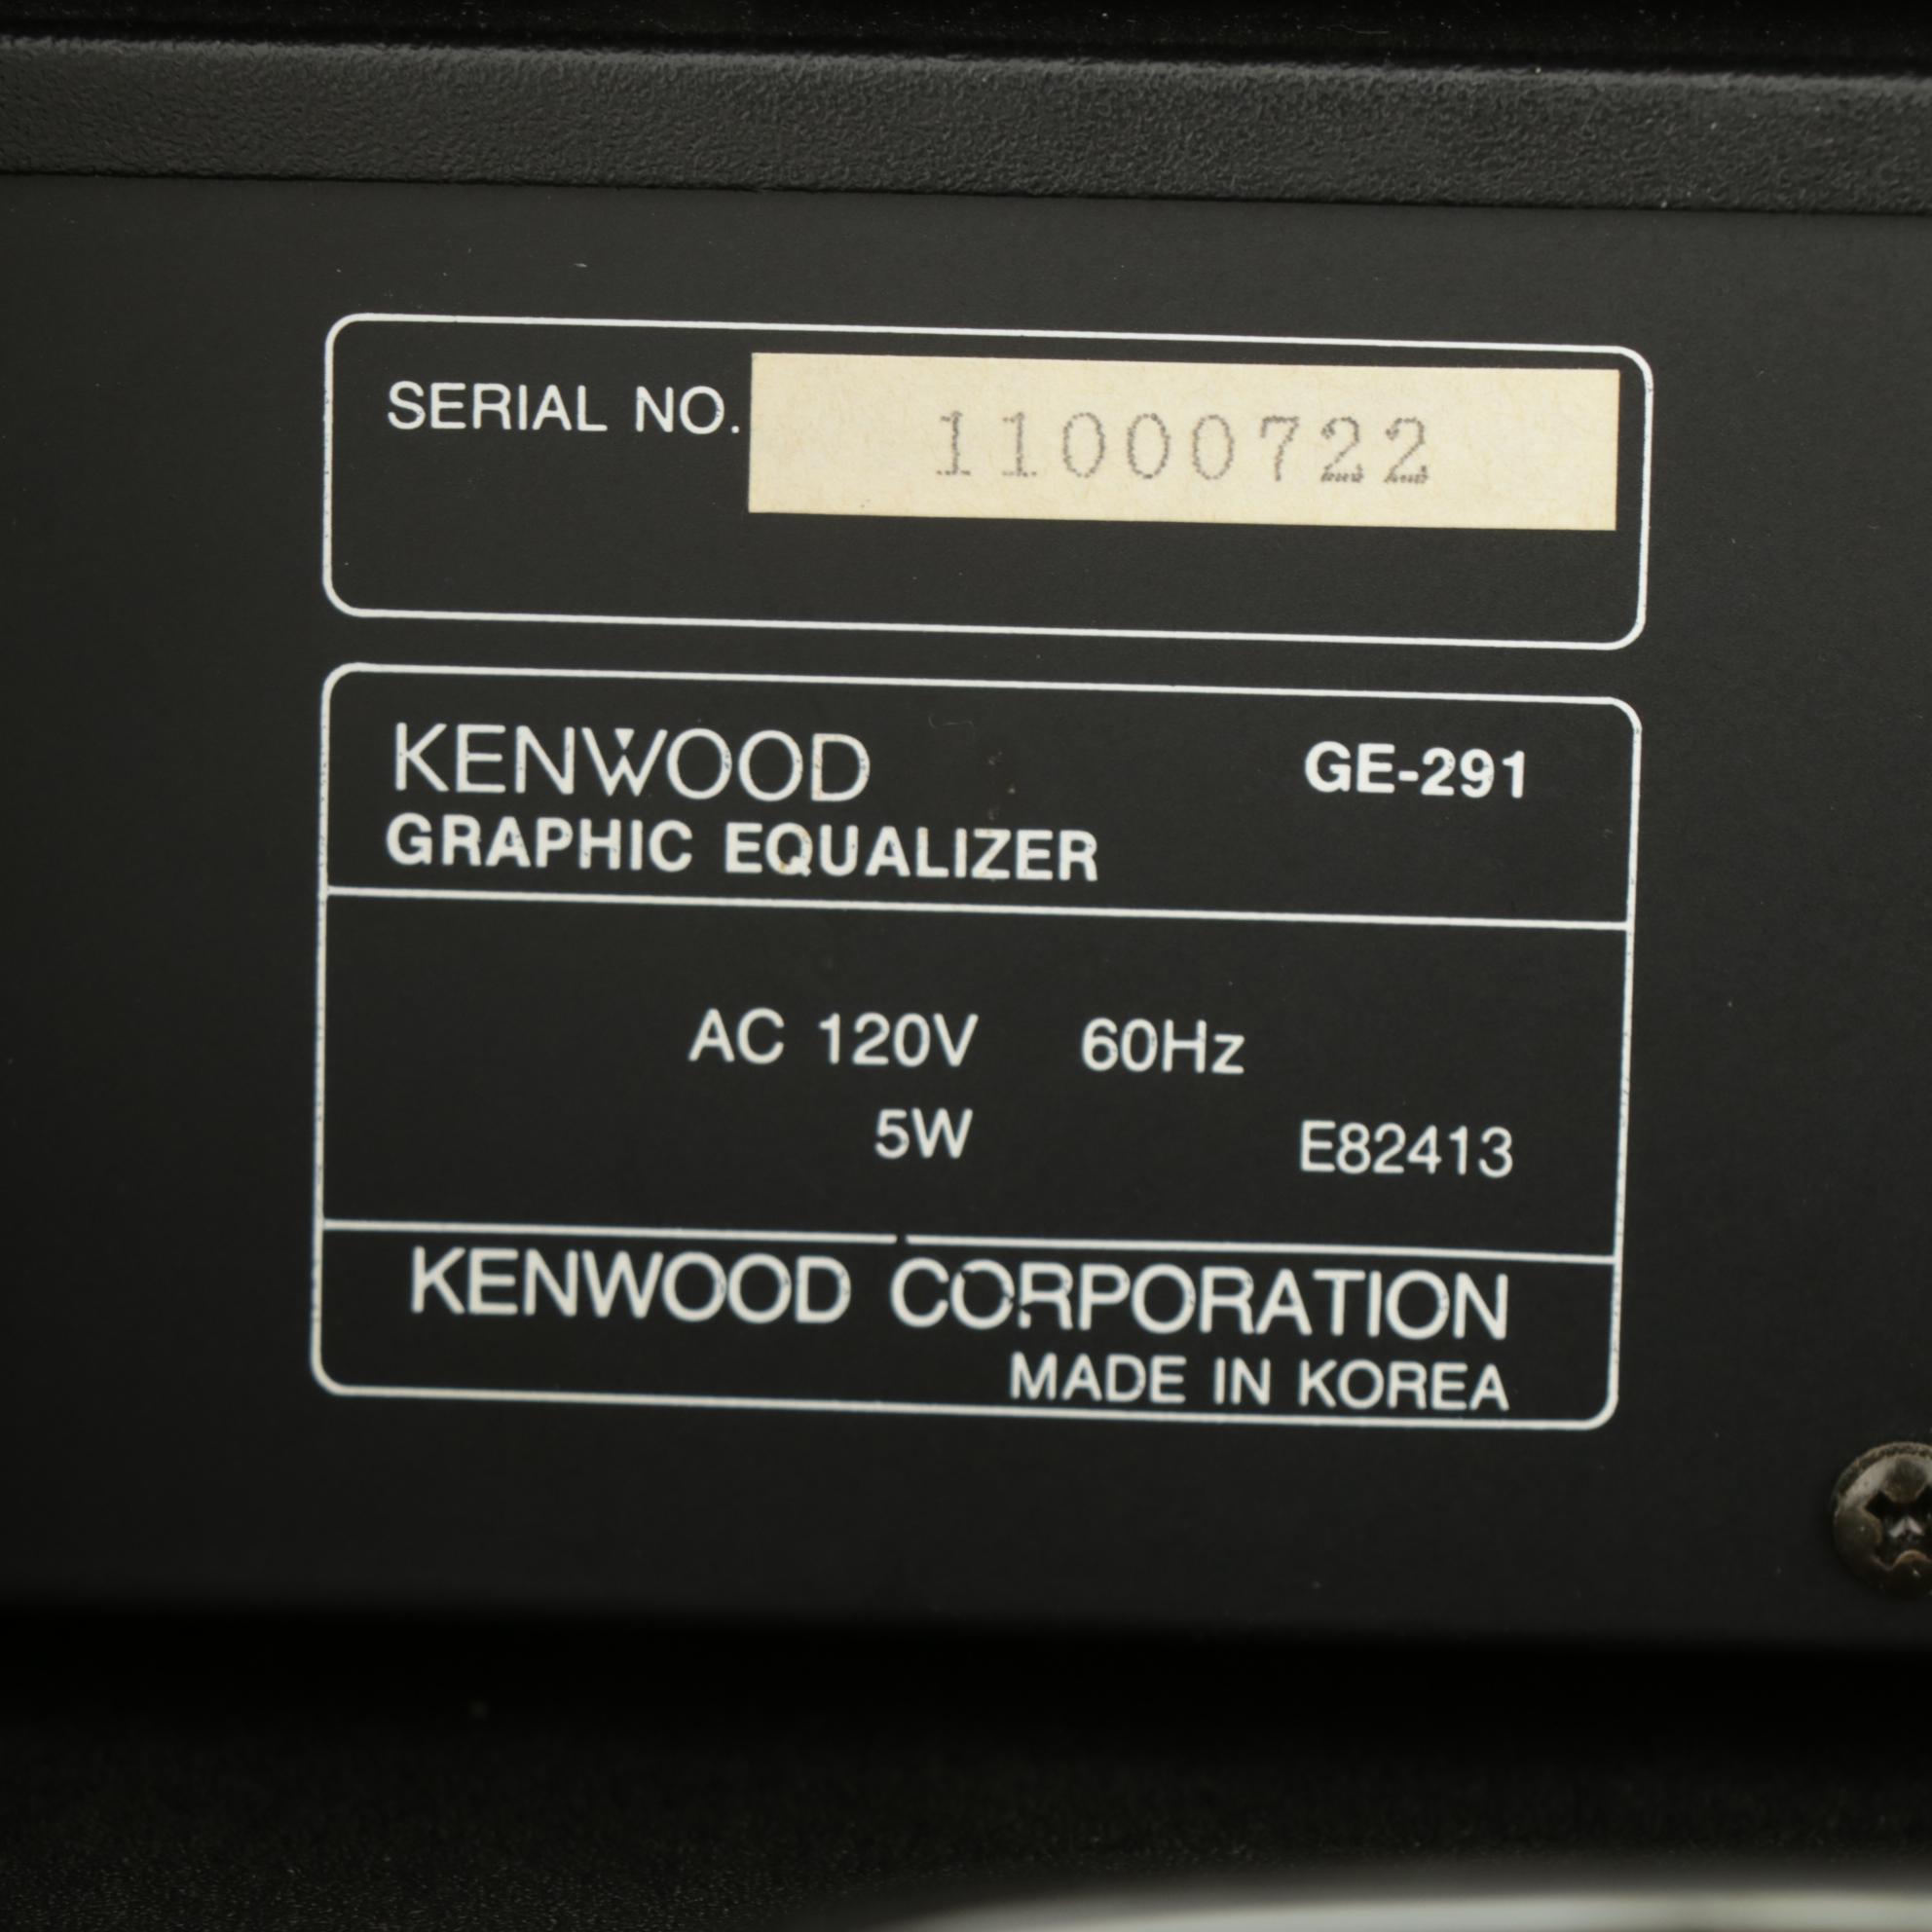 SERIAL NO. 11000722
KENWOOD GE-291
GRAPHIC EQUALIZER
AC 120V 60Hz
5W E82413
KENWOOD CORPORATION
MADE IN KOREA